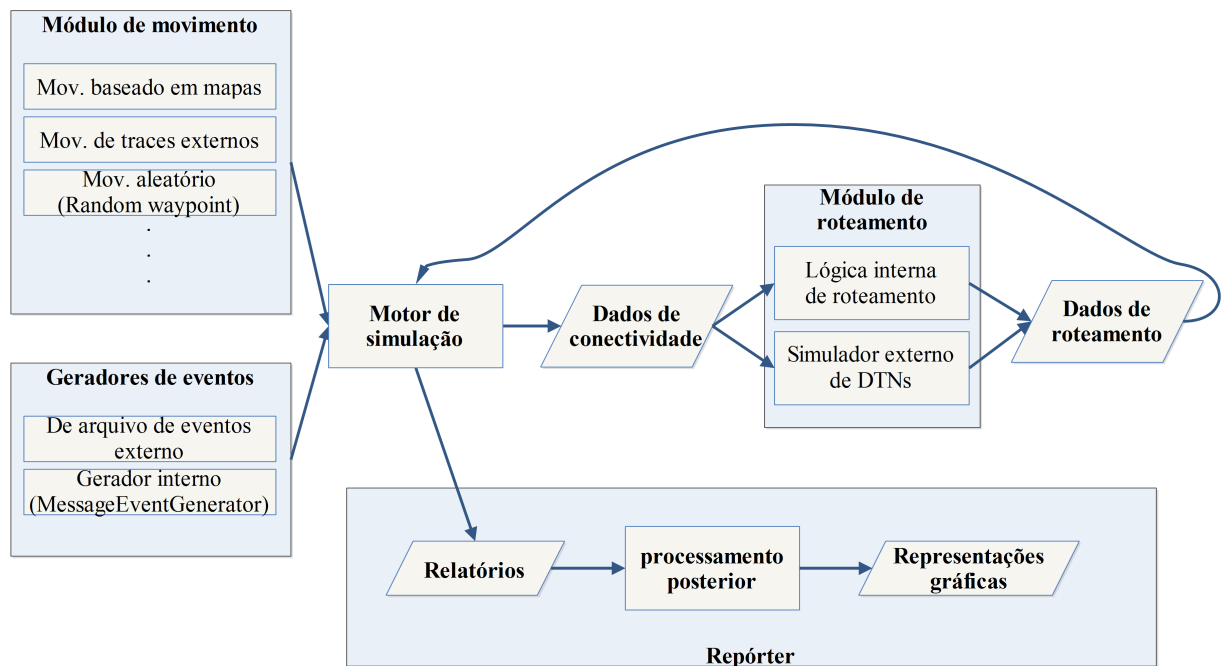 Módulo de movimento
Mov. baseado em mapas
Mov. de traces externos
Mov. aleatório
(Random waypoint)
.
.
.
Geradores de eventos
De arquivo de eventos
externo
Gerador interno
(MessageEventGenerator)
Motor de
simulação
Dados de
conectividade
Módulo de
roteamento
Lógica interna
de roteamento
Simulador externo
de DTNs
Dados de
roteamento
Relatórios
processamento
posterior
Representações
gráficas
Repórter